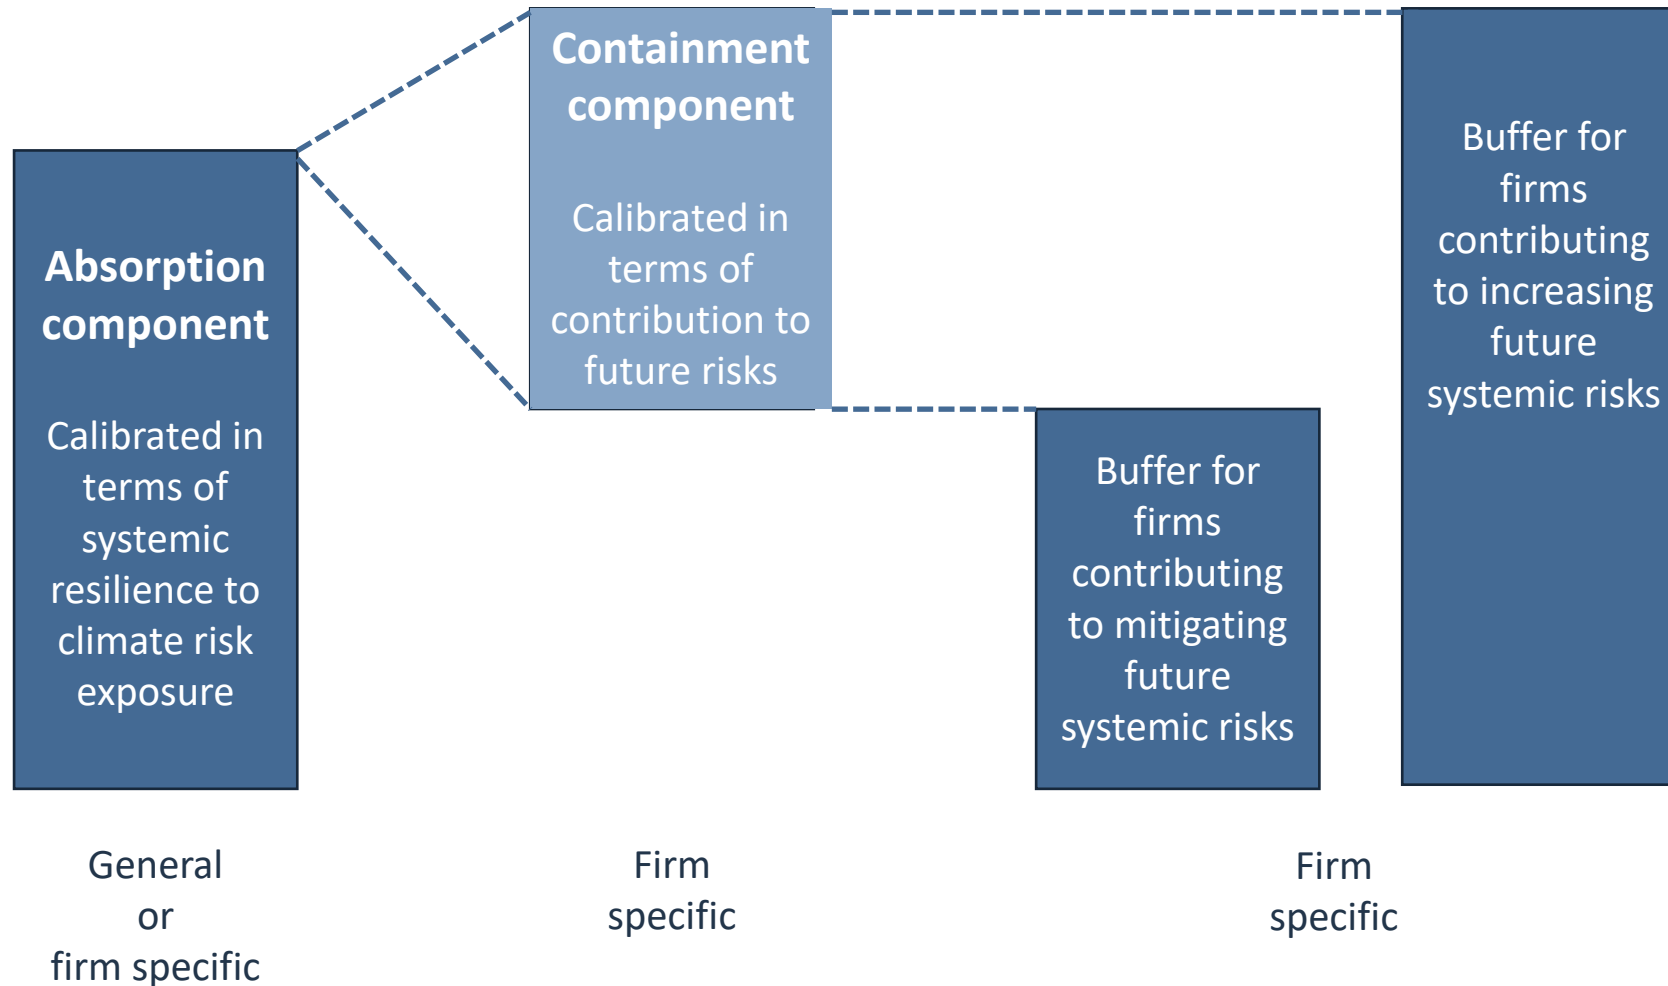 Absorption
component
Calibrated in
terms of
systemic
resilience to
climate risk
exposure
General
or
firm specific
Containment
component
Calibrated in
terms of
contribution to
future risks
Firm
specific
Buffer for
firms
contributing
to mitigating
future
systemic risks
Buffer for
firms
contributing
to increasing
future
systemic risks
Firm
specific